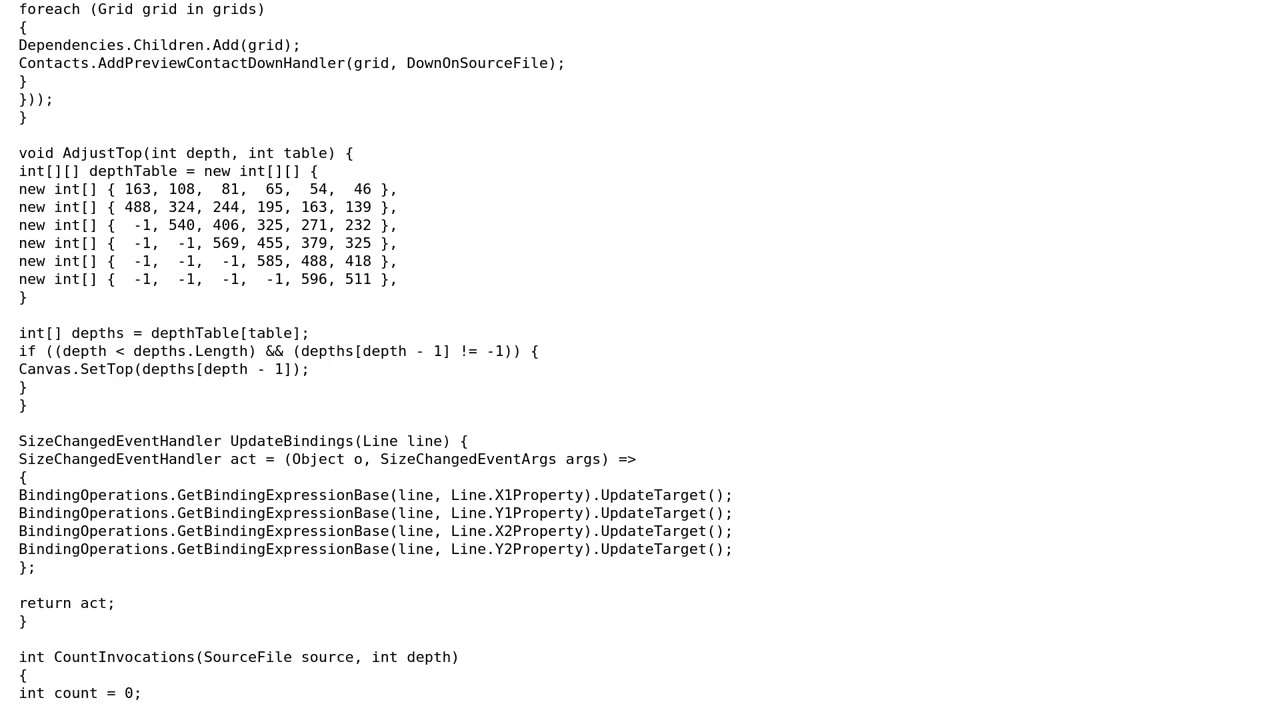 foreach (Grid grid in grids)
{
Dependencies.Children.Add(grid);
Contacts.AddPreviewContactDownHandler(grid, DownOnSourceFile);
}
}));
}

void AdjustTop(int depth, int table) {
int[][] depthTable = new int[][] {
new int[] { 163, 108,  81,  65,  54,  46 },
new int[] { 488, 324, 244, 195, 163, 139 },
new int[] {  -1, 540, 406, 325, 271, 232 },
new int[] {  -1,  -1, 569, 455, 379, 325 },
new int[] {  -1,  -1,  -1, 585, 488, 418 },
new int[] {  -1,  -1,  -1,  -1, 596, 511 },
}

int[] depths = depthTable[table];
if ((depth < depths.Length) && (depths[depth - 1] != -1)) {
Canvas.SetTop(depths[depth - 1]);
}
}

SizeChangedEventHandler UpdateBindings(Line line) {
SizeChangedEventHandler act = (Object o, SizeChangedEventArgs args) =>
{
BindingOperations.GetBindingExpressionBase(line, Line.X1Property).UpdateTarget();
BindingOperations.GetBindingExpressionBase(line, Line.Y1Property).UpdateTarget();
BindingOperations.GetBindingExpressionBase(line, Line.X2Property).UpdateTarget();
BindingOperations.GetBindingExpressionBase(line, Line.Y2Property).UpdateTarget();
};

return act;
}

int CountInvocations(SourceFile source, int depth)
{
int count = 0;